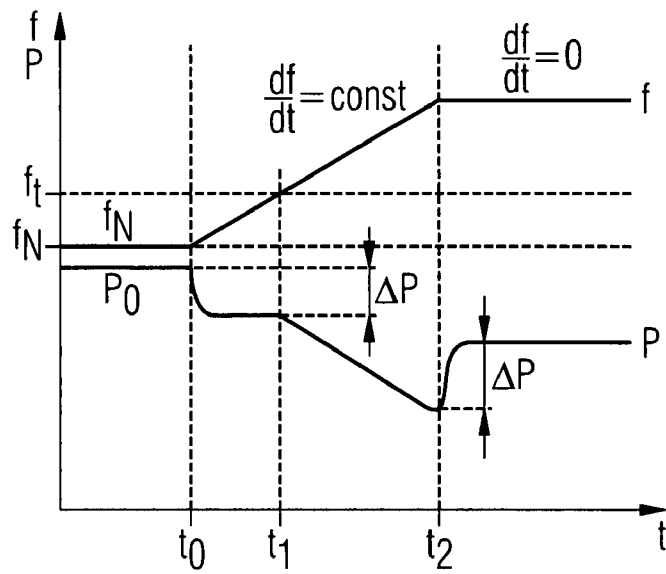 f
P
df/dt = const
df/dt = 0
f
f_t
f_N
f_N
P_0
ΔP
P
ΔP
t_0
t_1
t_2
t